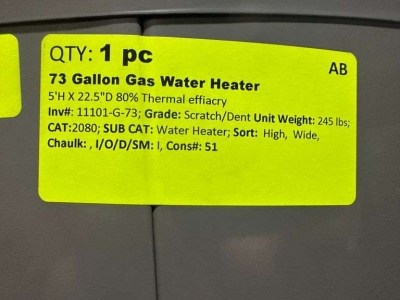 QTY: 1 pc
AB
73 Gallon Gas Water Heater
5'H X 22.5"D 80% Thermal effiacry
Inv#: 11101-G-73; Grade: Scratch/Dent Unit Weight: 245 lbs;
CAT:2080; SUB CAT: Water Heater; Sort: High, Wide,
Chaulk: , I/O/D/SM: I, Cons#: 51